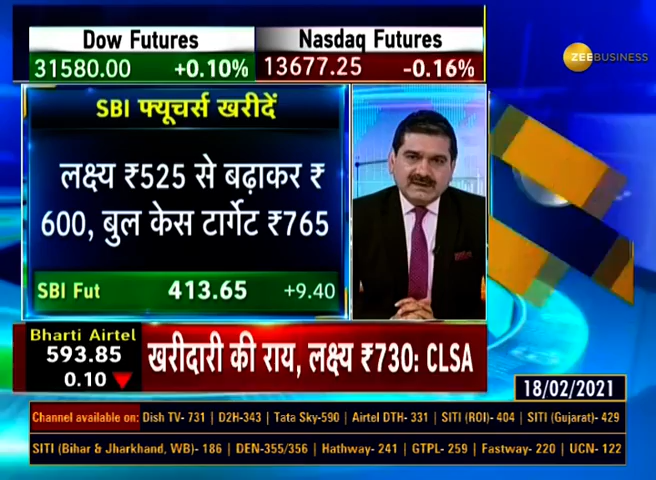 Dow Futures
31580.00 +0.10%
Nasdaq Futures
13677.25 -0.16%
ZEEBUSINESS
SBI फ्यूचर्स खरीदें
लक्ष्य ₹525 से बढ़ाकर ₹
600, बुल केस टार्गेट ₹765
SBI Fut 413.65 +9.40
Bharti Airtel
593.85
0.10
खरीदारी की राय, लक्ष्य ₹730: CLSA
18/02/2021
Channel available on: Dish TV- 731 | D2H-343 | Tata Sky-590 | Airtel DTH- 331 | SITI (ROI)- 404 | SITI (Gujarat)- 429
SITI (Bihar & Jharkhand, WB)- 186 | DEN-355/356 | Hathway- 241 | GTPL- 259 | Fastway- 220 | UCN- 122